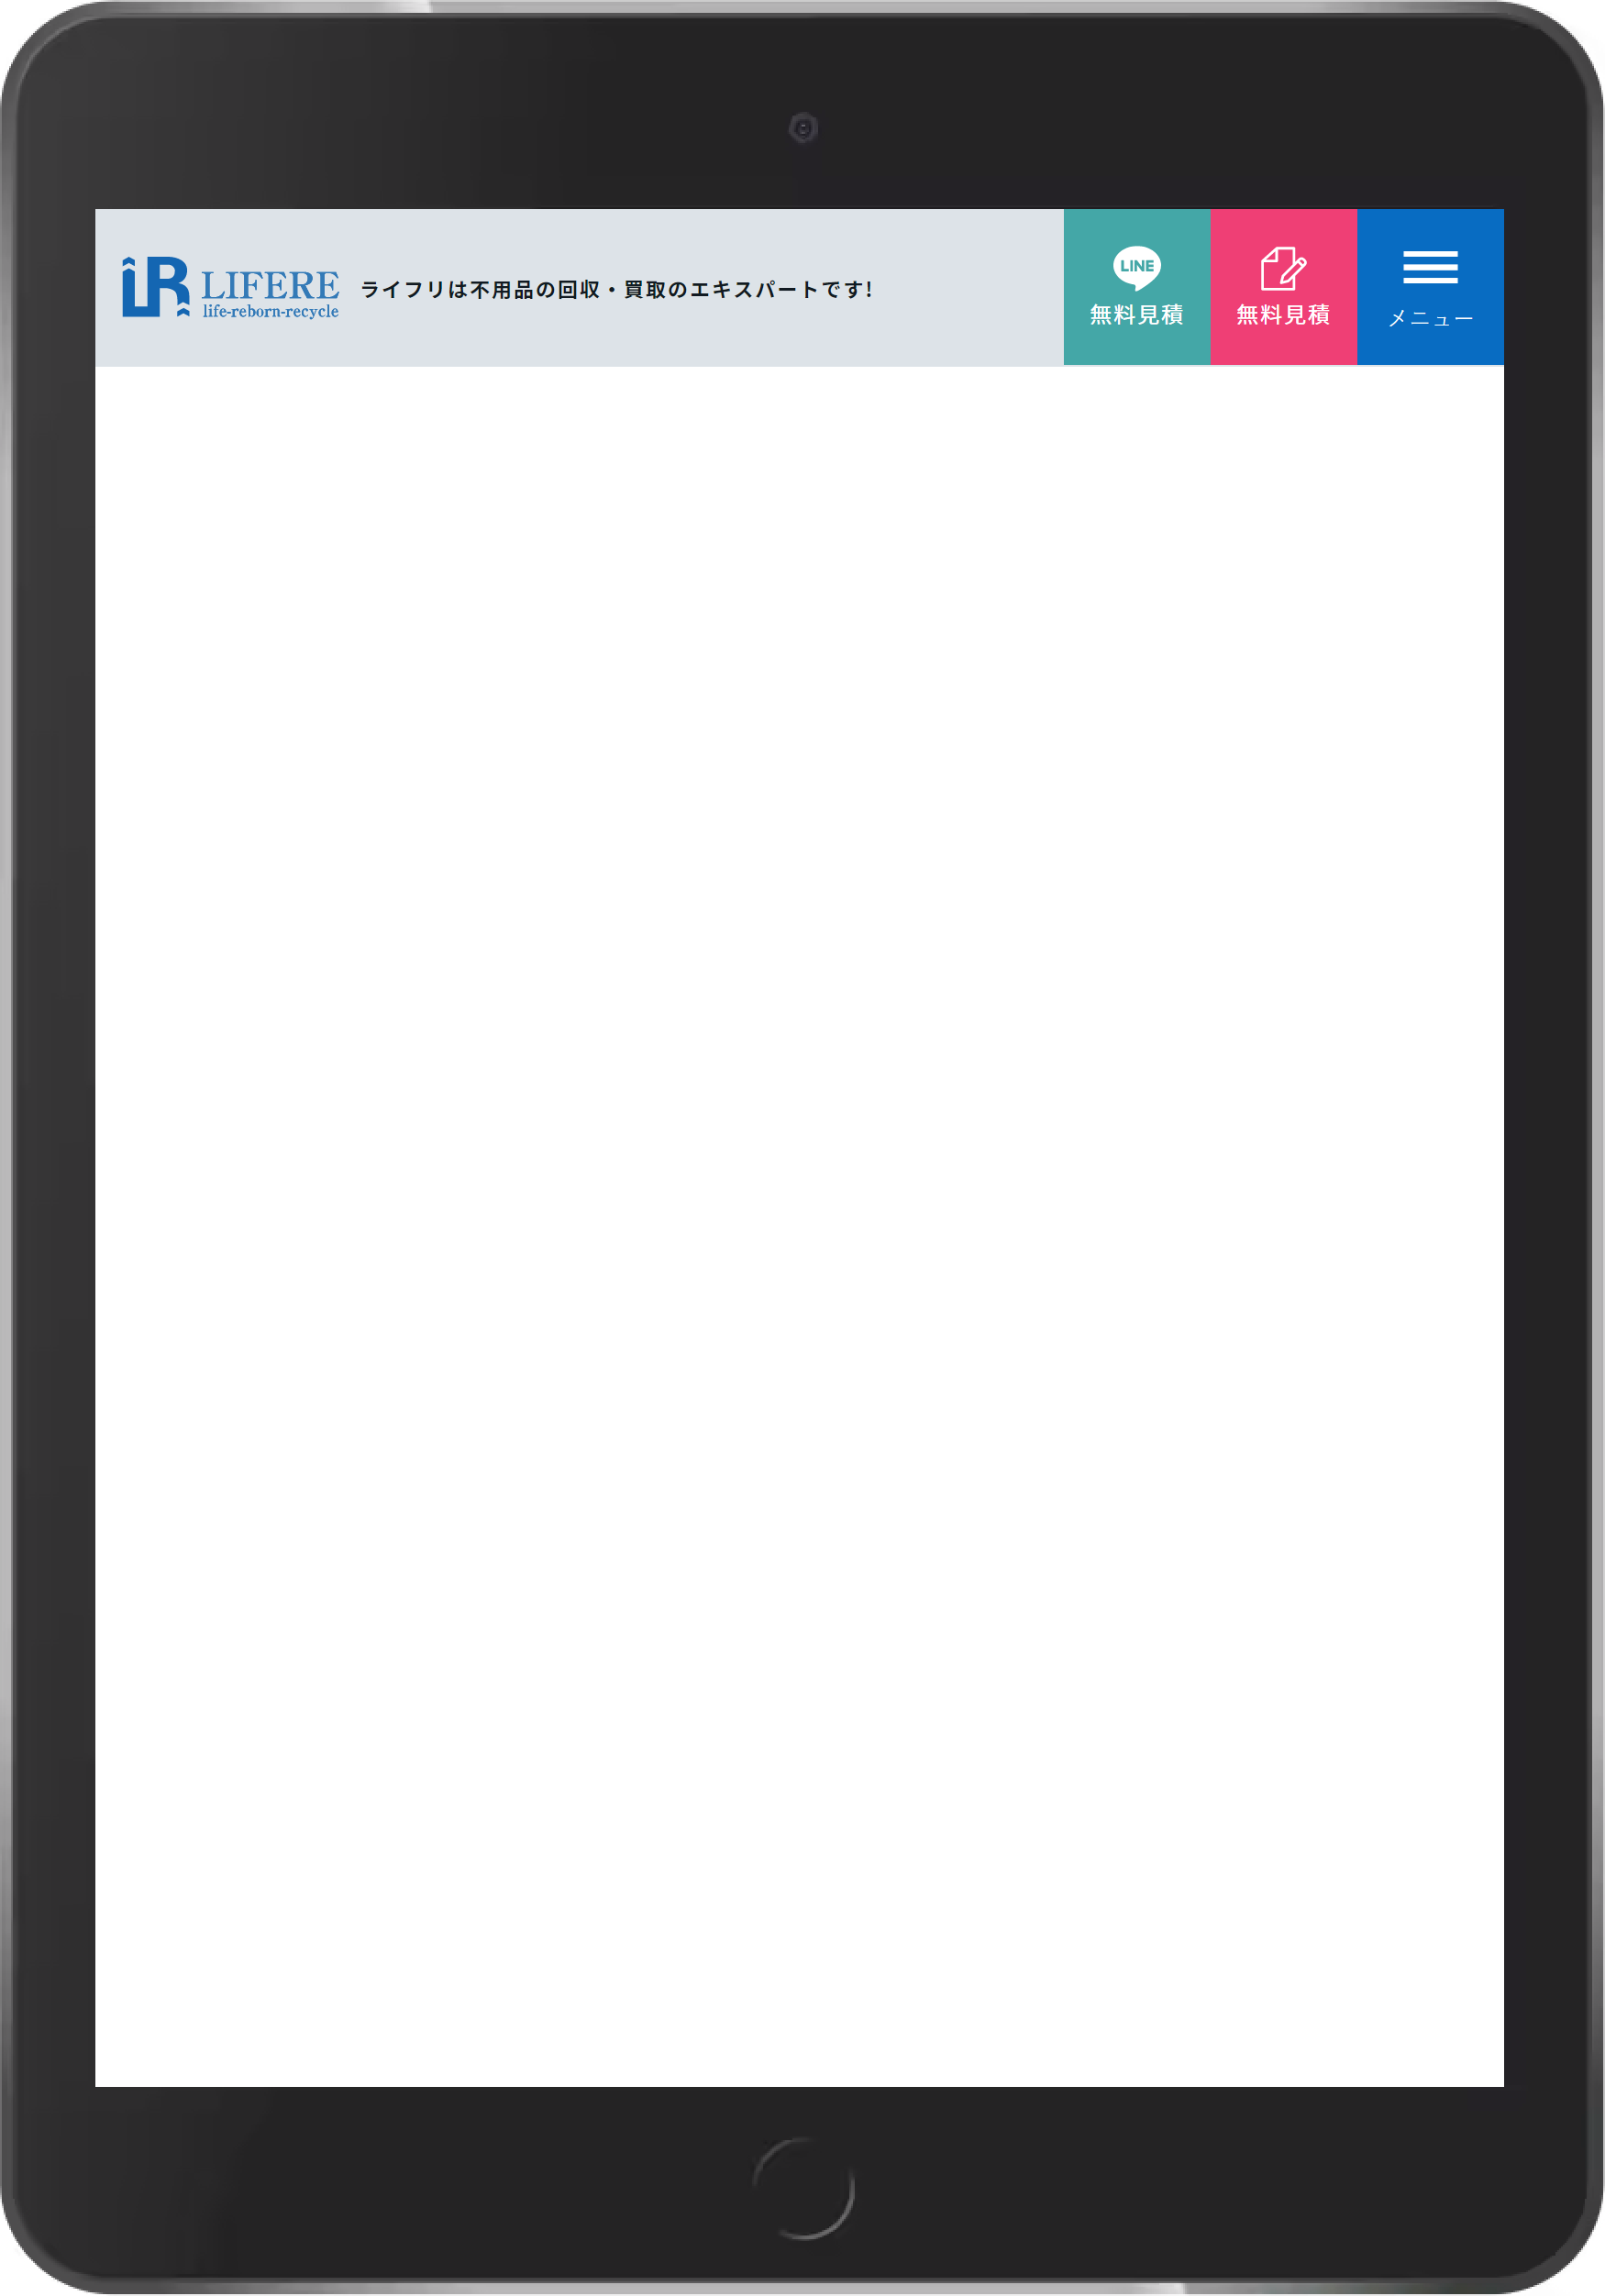 LIFERE
life-reborn-recycle
ライフリは不用品の回収・買取のエキスパートです!
LINE
無料見積
無料見積
メニュー